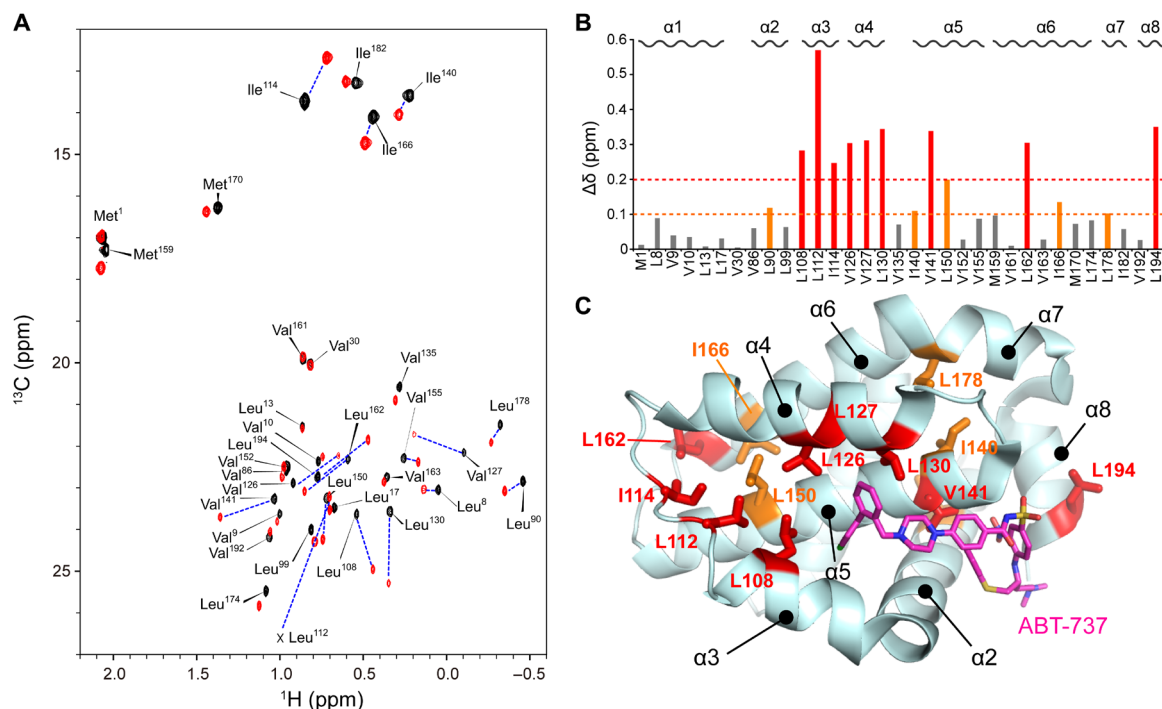 A
Ile182
Ile114
Ile140
Ile166
15
Met170
Met1
Met159
13C (ppm)
20
Val161
Val30
Val135
Val155
Leu178
Leu13
Leu162
Val10
Leu194
Val152
Val86
Val126
Leu150
Val127
Val163
Val141
Leu17
Leu8
Leu130
Leu90
Val9
Val192
Leu99
Leu108
25
Leu174
x Leu112
2.0 1.5 1.0 0.5 0.0 −0.5
1H (ppm)
B
α1 α2 α3 α4 α5 α6 α7 α8
0.6
0.5
0.4
0.3
0.2
0.1
0
Δδ (ppm)
M1 L8 V9 V10 L13 L17 V30 V86 L90 L99 L108 L112 I114 V126 V127 L130 V135 I140 V141 L150 V152 V155 M159 V161 L162 V163 I166 M170 L174 L178 I182 V192 L194
C
α6
α7
α4
I166
L178
L127
α8
L162
I140
L126
L130
L194
I114
L150
V141
L112
α5
L108
ABT-737
α3
α2